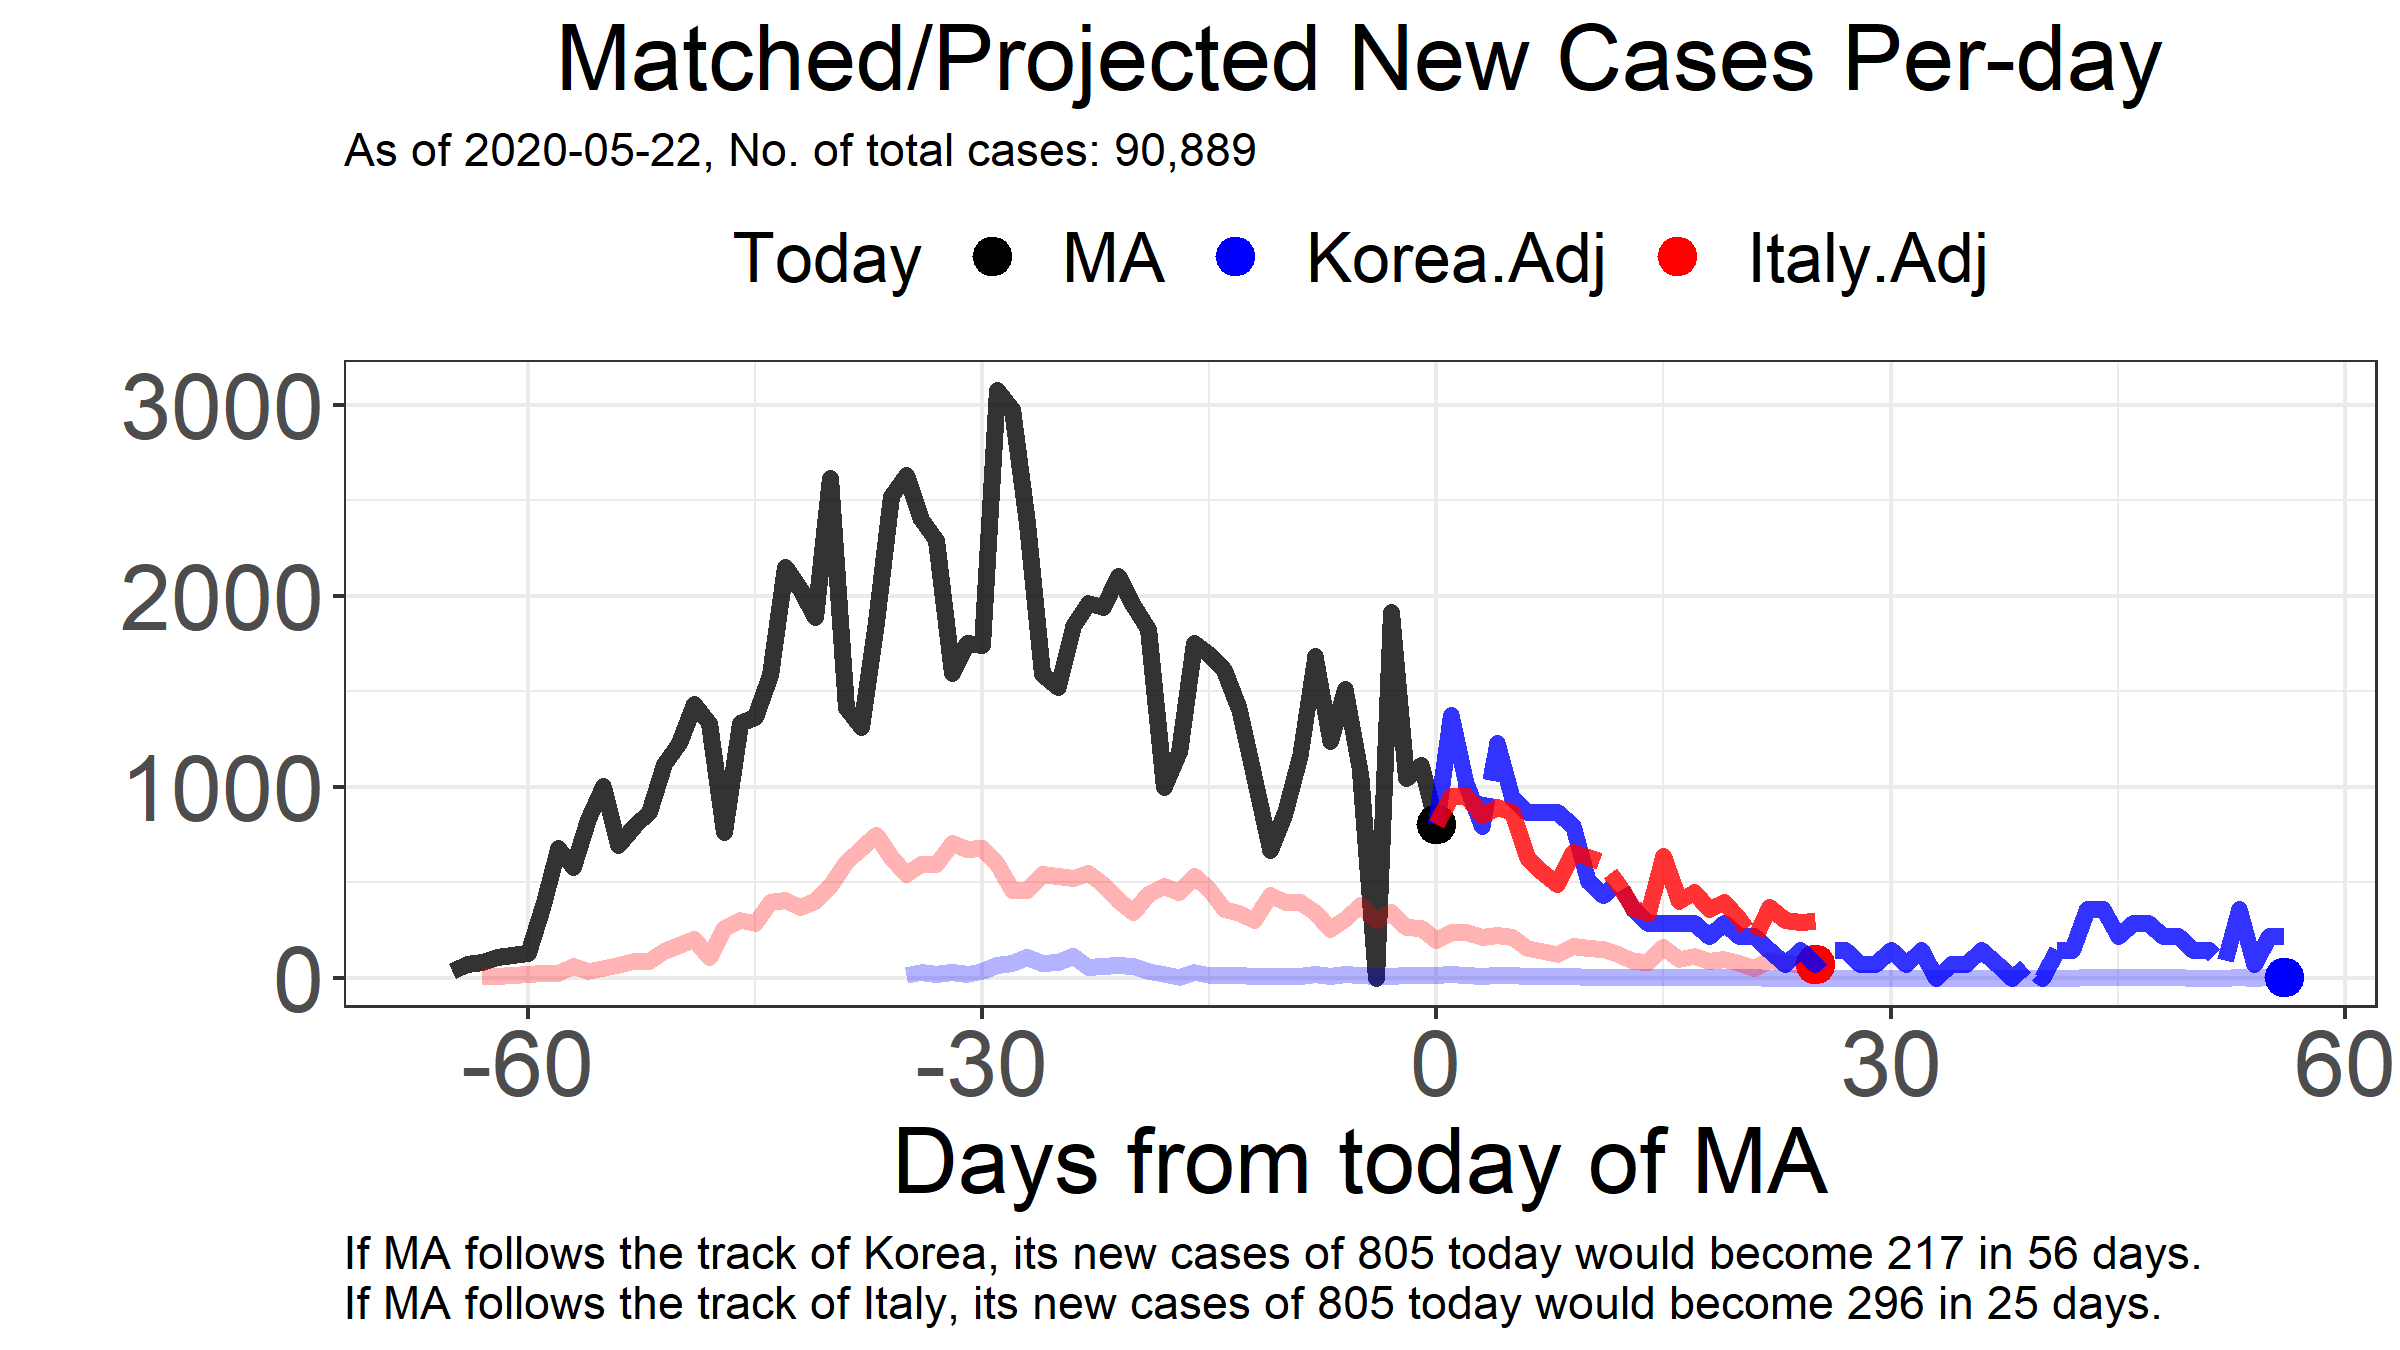 Matched/Projected New Cases Per-day
As of 2020-05-22, No. of total cases: 90,889
Today MA Korea.Adj Italy.Adj
3000
2000
1000
0
-60 -30 0 30 60
Days from today of MA
If MA follows the track of Korea, its new cases of 805 today would become 217 in 56 days.
If MA follows the track of Italy, its new cases of 805 today would become 296 in 25 days.